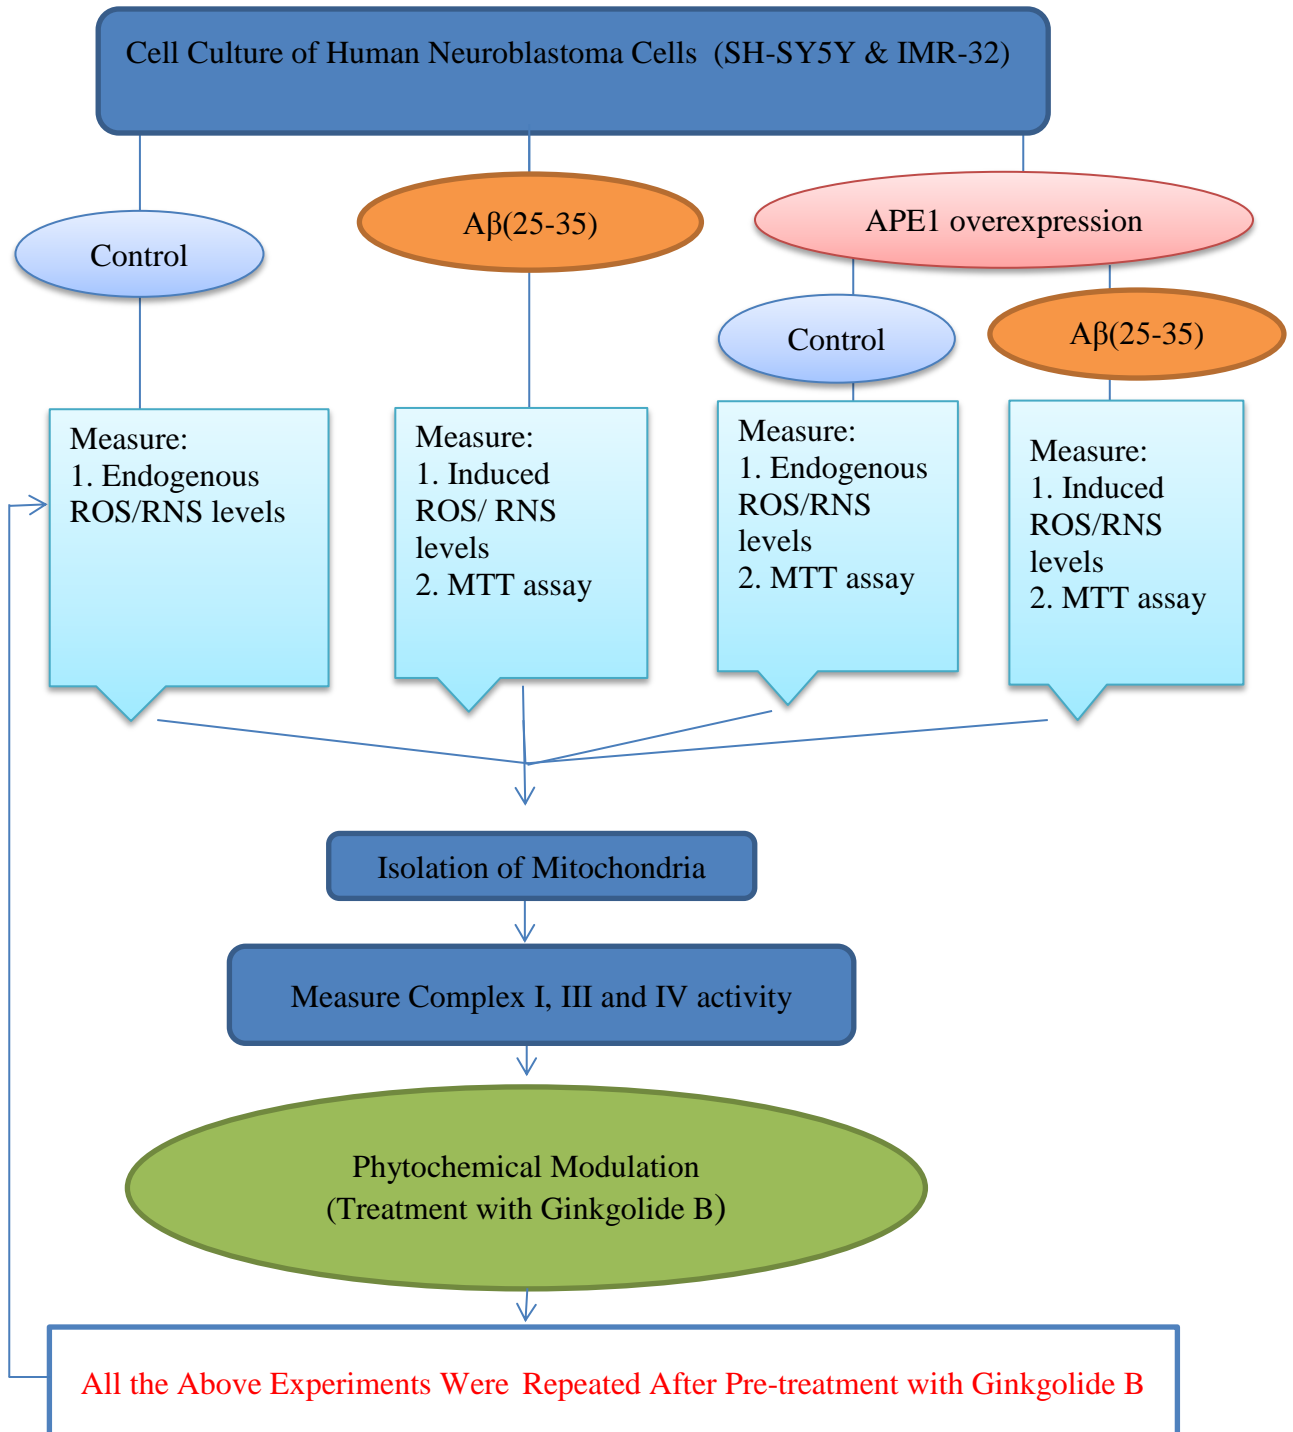 Cell Culture of Human Neuroblastoma Cells (SH-SY5Y & IMR-32)
Control
Aβ(25-35)
APE1 overexpression
Control
Aβ(25-35)
Measure:
1. Endogenous
ROS/RNS levels
Measure:
1. Induced
ROS/ RNS
levels
2. MTT assay
Measure:
1. Endogenous
ROS/RNS
levels
2. MTT assay
Measure:
1. Induced
ROS/RNS
levels
2. MTT assay
Isolation of Mitochondria
Measure Complex I, III and IV activity
Phytochemical Modulation
(Treatment with Ginkgolide B)
All the Above Experiments Were Repeated After Pre-treatment with Ginkgolide B